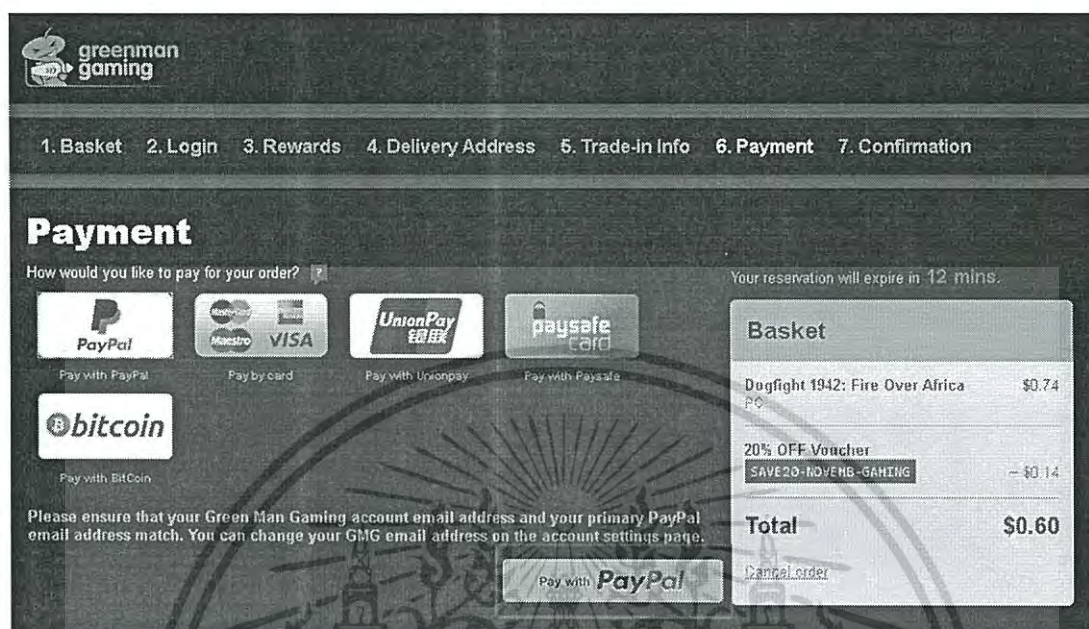 greenman
gaming
1. Basket 2. Login 3. Rewards 4. Delivery Address 5. Trade-in Info 6. Payment 7. Confirmation
Payment
How would you like to pay for your order? ?
Your reservation will expire in 12 mins.
PayPal
MasterCard
Maestro VISA
UnionPay
银联
paysafe
card
Pay with PayPal
Pay by card
Pay with Unionpay
Pay with Paysafe
bitcoin
Pay with BitCoin
Please ensure that your Green Man Gaming account email address and your primary PayPal
email address match. You can change your GMG email address on the account settings page.
Pay with PayPal
Basket
Dogfight 1942: Fire Over Africa $0.74
PC
20% OFF Voucher
SAVE20-NOVEMB-GAMING - $0.14
Total $0.60
Cancel order